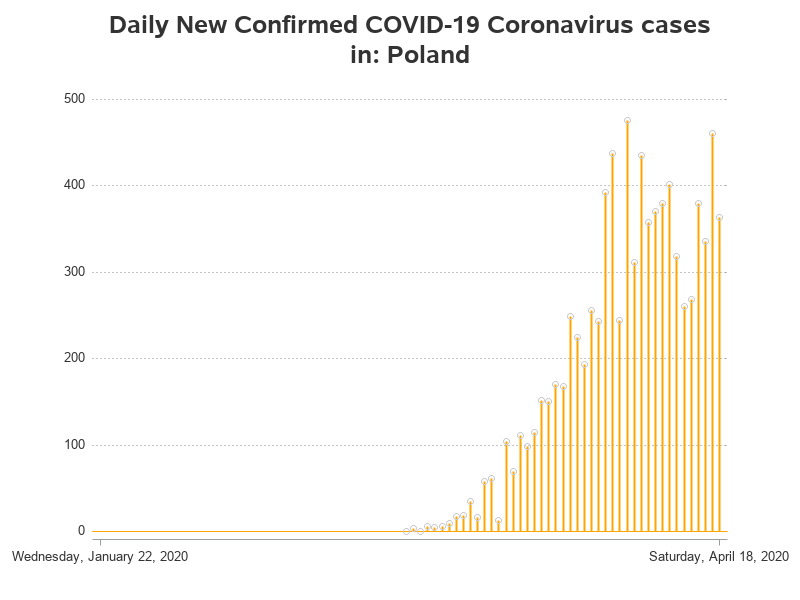 Daily New Confirmed COVID-19 Coronavirus cases
in: Poland
500
400
300
200
100
0
Wednesday, January 22, 2020
Saturday, April 18, 2020